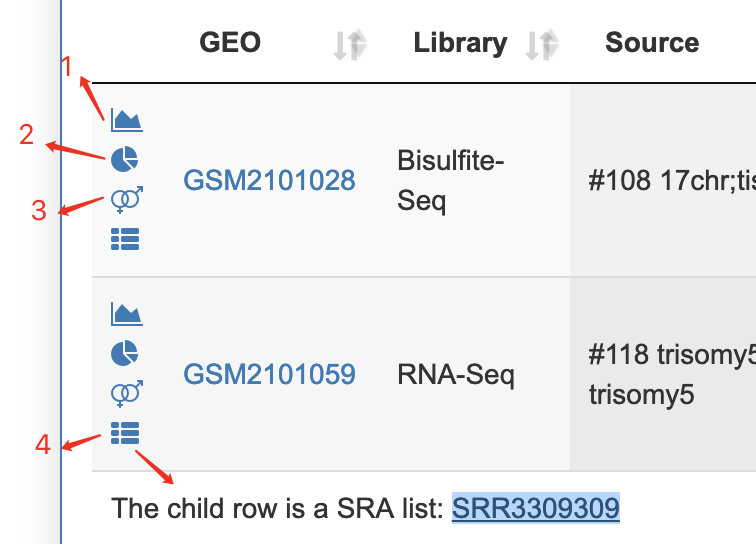 GEO Library Source
1
2
3
GSM2101028
Bisulfite-
Seq
#108 17chr;tis
GSM2101059
RNA-Seq
#118 trisomy5
trisomy5
4
The child row is a SRA list: SRR3309309